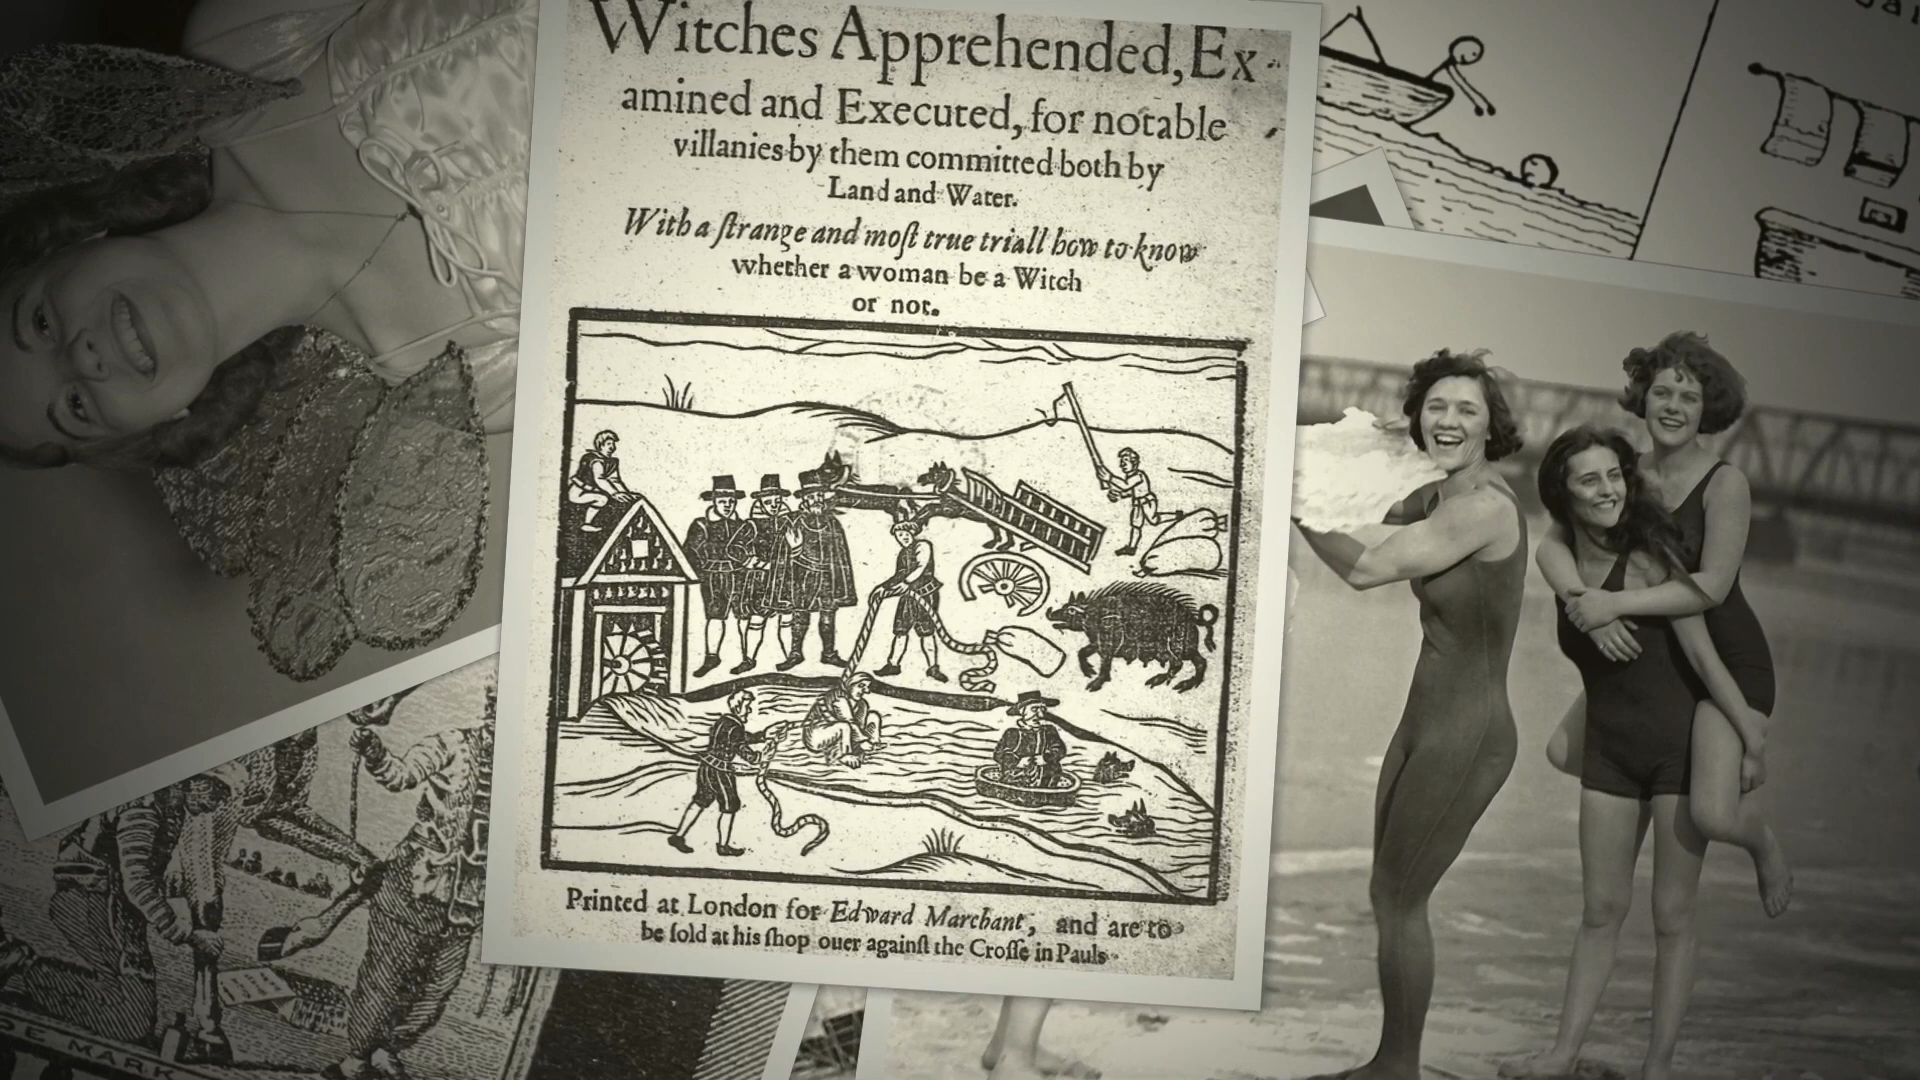 Witches Apprehended, Ex-
amined and Executed, for notable
villanies by them committed both by
Land and Water.
With a ſtrange and moſt true triall how to know
whether a woman be a Witch
or not.
Printed at London for Edward Marchant, and are to
be ſold at his ſhop ouer againſt the Croſſe in Pauls
DE MARK